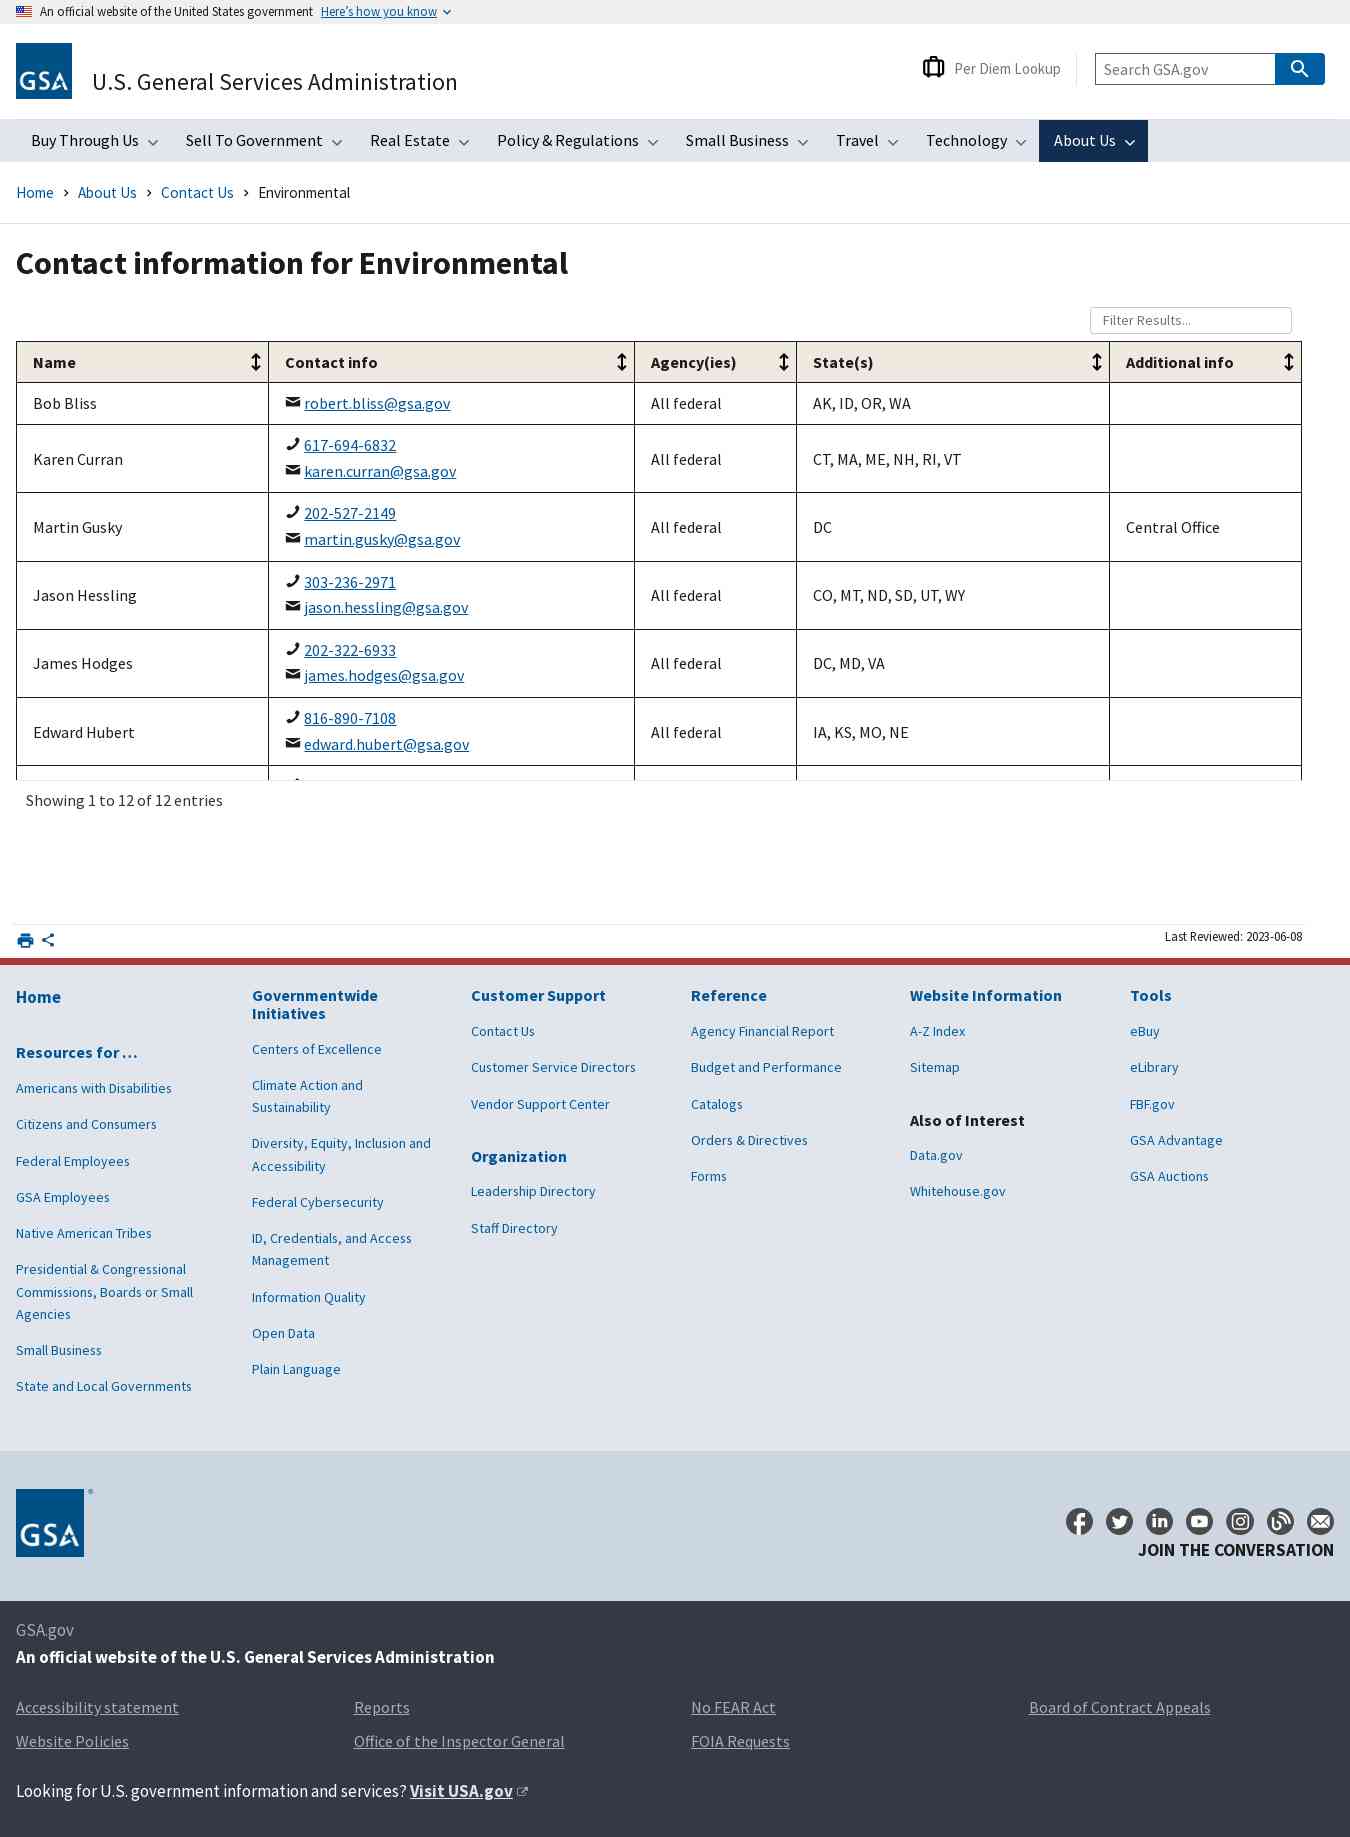 An official website of the United States government Here's how you know
GSA
U.S. General Services Administration
Per Diem Lookup
Search GSA.gov
Buy Through Us Sell To Government Real Estate Policy & Regulations Small Business Travel Technology About Us
Home > About Us > Contact Us > Environmental
Contact information for Environmental
Filter Results...
Name Contact info Agency(ies) State(s) Additional info
Bob Bliss robert.bliss@gsa.gov All federal AK, ID, OR, WA
617-694-6832
Karen Curran All federal CT, MA, ME, NH, RI, VT
karen.curran@gsa.gov
202-527-2149
Martin Gusky All federal DC Central Office
martin.gusky@gsa.gov
303-236-2971
Jason Hessling All federal CO, MT, ND, SD, UT, WY
jason.hessling@gsa.gov
202-322-6933
James Hodges All federal DC, MD, VA
james.hodges@gsa.gov
816-890-7108
Edward Hubert All federal IA, KS, MO, NE
edward.hubert@gsa.gov
Showing 1 to 12 of 12 entries
Last Reviewed: 2023-06-08
Home
Resources for …
Americans with Disabilities
Citizens and Consumers
Federal Employees
GSA Employees
Native American Tribes
Presidential & Congressional
Commissions, Boards or Small
Agencies
Small Business
State and Local Governments
Governmentwide
Initiatives
Centers of Excellence
Climate Action and
Sustainability
Diversity, Equity, Inclusion and
Accessibility
Federal Cybersecurity
ID, Credentials, and Access
Management
Information Quality
Open Data
Plain Language
Customer Support
Contact Us
Customer Service Directors
Vendor Support Center
Organization
Leadership Directory
Staff Directory
Reference
Agency Financial Report
Budget and Performance
Catalogs
Orders & Directives
Forms
Website Information
A-Z Index
Sitemap
Also of Interest
Data.gov
Whitehouse.gov
Tools
eBuy
eLibrary
FBF.gov
GSA Advantage
GSA Auctions
GSA®
JOIN THE CONVERSATION
GSA.gov
An official website of the U.S. General Services Administration
Accessibility statement Reports No FEAR Act Board of Contract Appeals
Website Policies Office of the Inspector General FOIA Requests
Looking for U.S. government information and services? Visit USA.gov